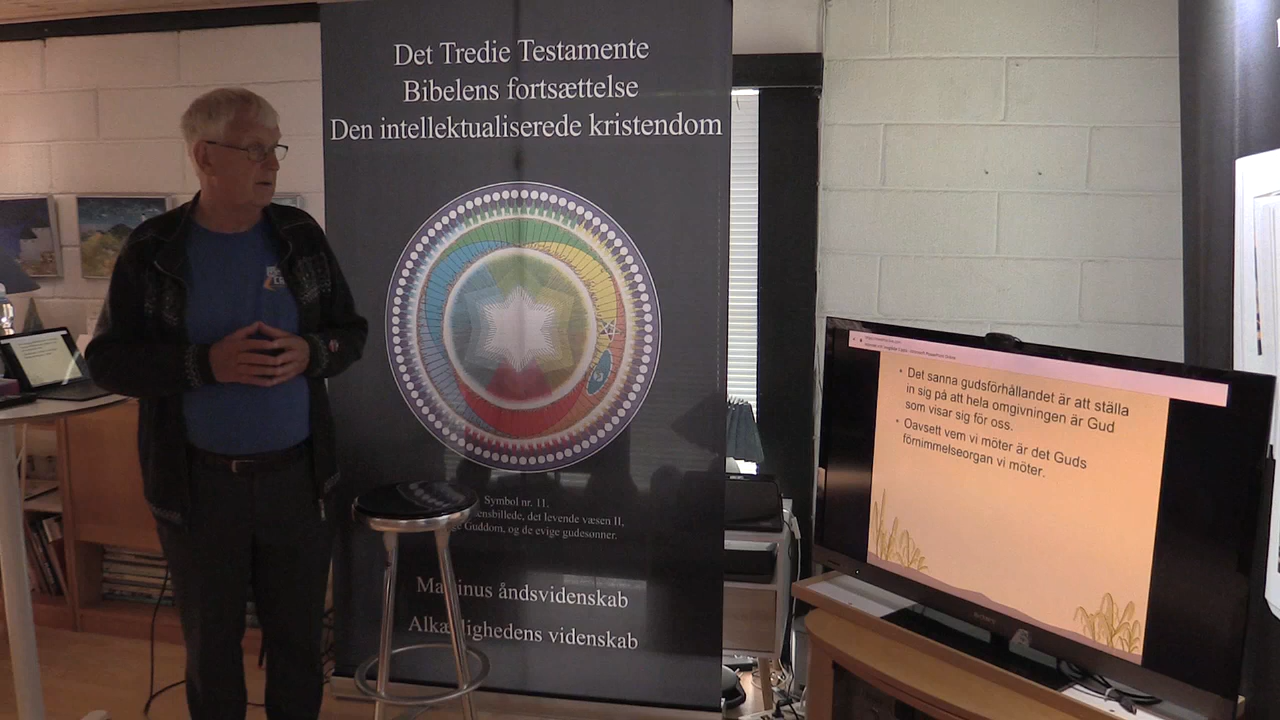 Det Tredie Testamente
Bibelens fortsættelse
Den intellektualiserede kristendom
Symbol nr. 11.
det levende væsen II,
Guddom, og de evige gudesønner.
Martinus åndsvidenskab
Alkærlighedens videnskab
• Det sanna gudsförhållandet är att ställa
in sig på att hela omgivningen är Gud
som visar sig för oss.
• Oavsett vem vi möter är det Guds
förnimmelseorgan vi möter.
SONY